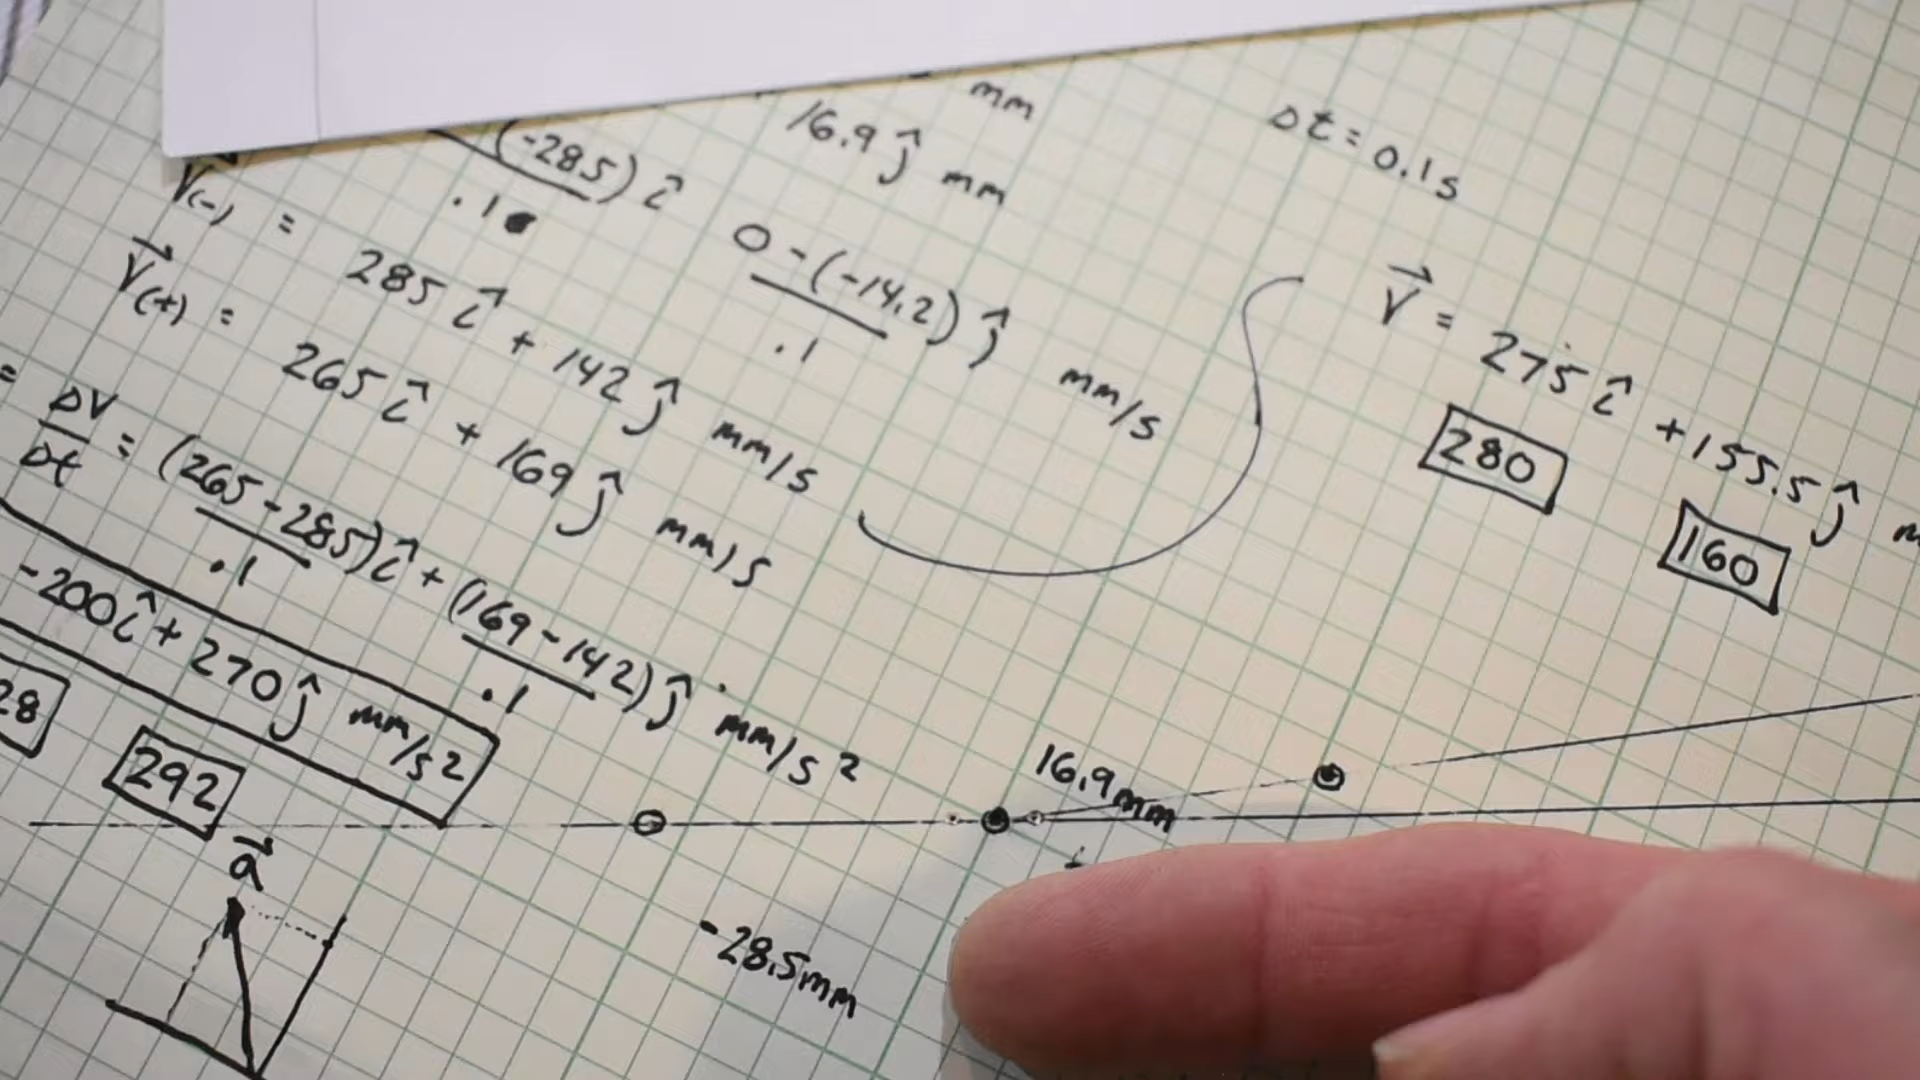 mm
16.9 ĵ mm
Δt = 0.1s
(-28.5) î
.1
0 - (-14.2) ĵ mm/s
.1
V(-) = 285 î + 142 ĵ mm/s
V(+) = 265 î + 169 ĵ mm/s
V = 275 î + 155.5 ĵ m
280
160
= ΔV/Δt = (265-285)î + (169-142)ĵ mm/s²
.1
.1
-200î + 270ĵ mm/s²
28
292
a
16.9mm
-28.5mm